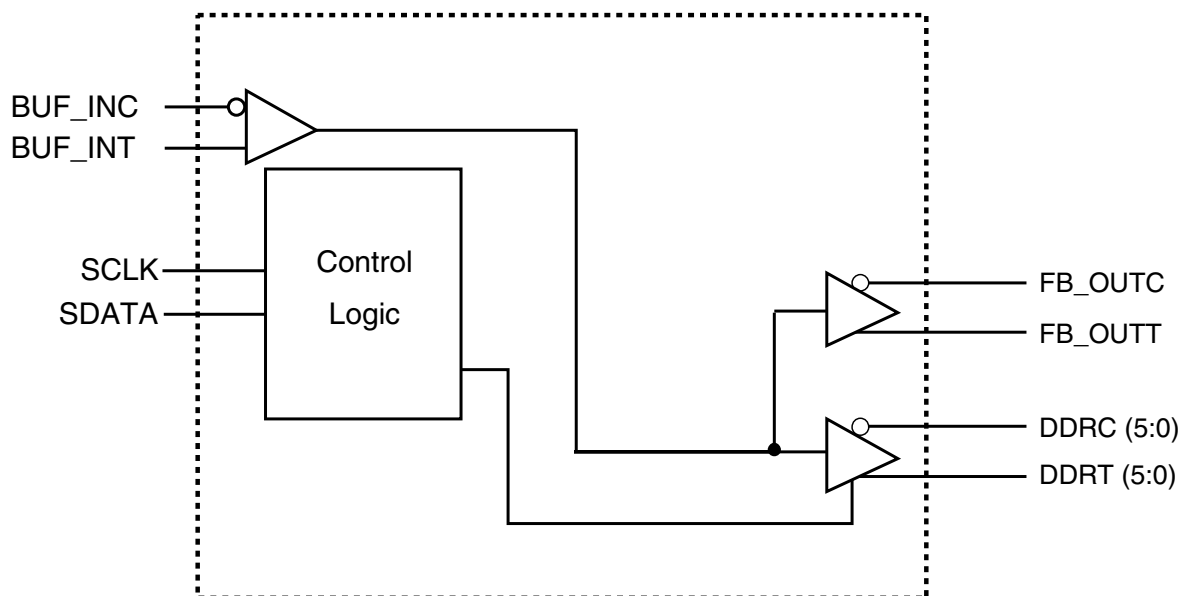 BUF_INC
BUF_INT
SCLK
SDATA
Control
Logic
FB_OUTC
FB_OUTT
DDRC (5:0)
DDRT (5:0)